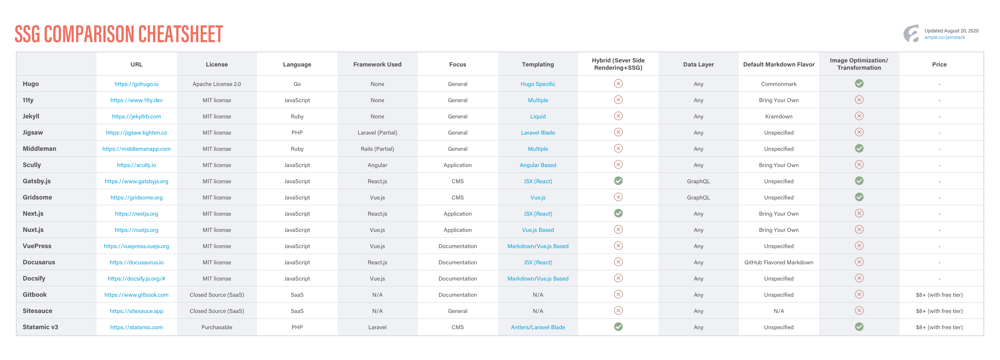 SSG COMPARISON CHEATSHEET
Updated August 20, 2020
ample.co/jamstack
URL License Language Framework Used Focus Templating Hybrid (Sever Side Rendering+SSG) Data Layer Default Markdown Flavor Image Optimization/ Transformation Price
Hugo https://gohugo.io Apache License 2.0 Go None General Hugo Specific Any Commonmark -
11ty https://www.11ty.dev MIT license JavaScript None General Multiple Any Bring Your Own -
Jekyll https://jekyllrb.com MIT license Ruby None General Liquid Any Kramdown -
Jigsaw https://jigsaw.tighten.co MIT license PHP Laravel (Partial) General Laravel Blade Any Unspecified -
Middleman https://middlemanapp.com MIT license Ruby Rails (Partial) General Multiple Any Unspecified -
Scully https://scully.io MIT license JavaScript Angular Application Angular Based Any Bring Your Own -
Gatsby.js https://www.gatsbyjs.org MIT license JavaScript React.js CMS JSX (React) GraphQL Unspecified -
Gridsome https://gridsome.org MIT license JavaScript Vue.js CMS Vue.js GraphQL Unspecified -
Next.js https://nextjs.org MIT license JavaScript React.js Application JSX (React) Any Bring Your Own -
Nuxt.js https://nuxtjs.org MIT license JavaScript Vue.js Application Vue.js Based Any Bring Your Own -
VuePress https://vuepress.vuejs.org MIT license JavaScript Vue.js Documentation Markdown/Vue.js Based Any Unspecified -
Docusarus https://docusaurus.io MIT license JavaScript React.js Documentation JSX (React) Any GitHub Flavored Markdown -
Docsify https://docsify.js.org/# MIT license JavaScript Vue.js Documentation Markdown/Vue.js Based Any Unspecified -
Gitbook https://www.gitbook.com Closed Source (SaaS) SaaS N/A Documentation N/A Any Unspecified $8+ (with free tier)
Sitesauce https://sitesauce.app Closed Source (SaaS) SaaS N/A General N/A Any N/A $8+ (with free tier)
Statamic v3 https://statamic.com Purchasable PHP Laravel CMS Antlers/Laravel Blade Any Unspecified $8+ (with free tier)